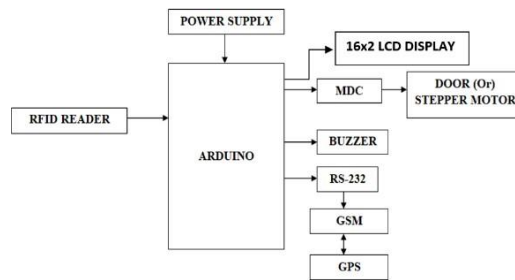 POWER SUPPLY
16x2 LCD DISPLAY
MDC
DOOR (Or)
STEPPER MOTOR
RFID READER
ARDUINO
BUZZER
RS-232
GSM
GPS